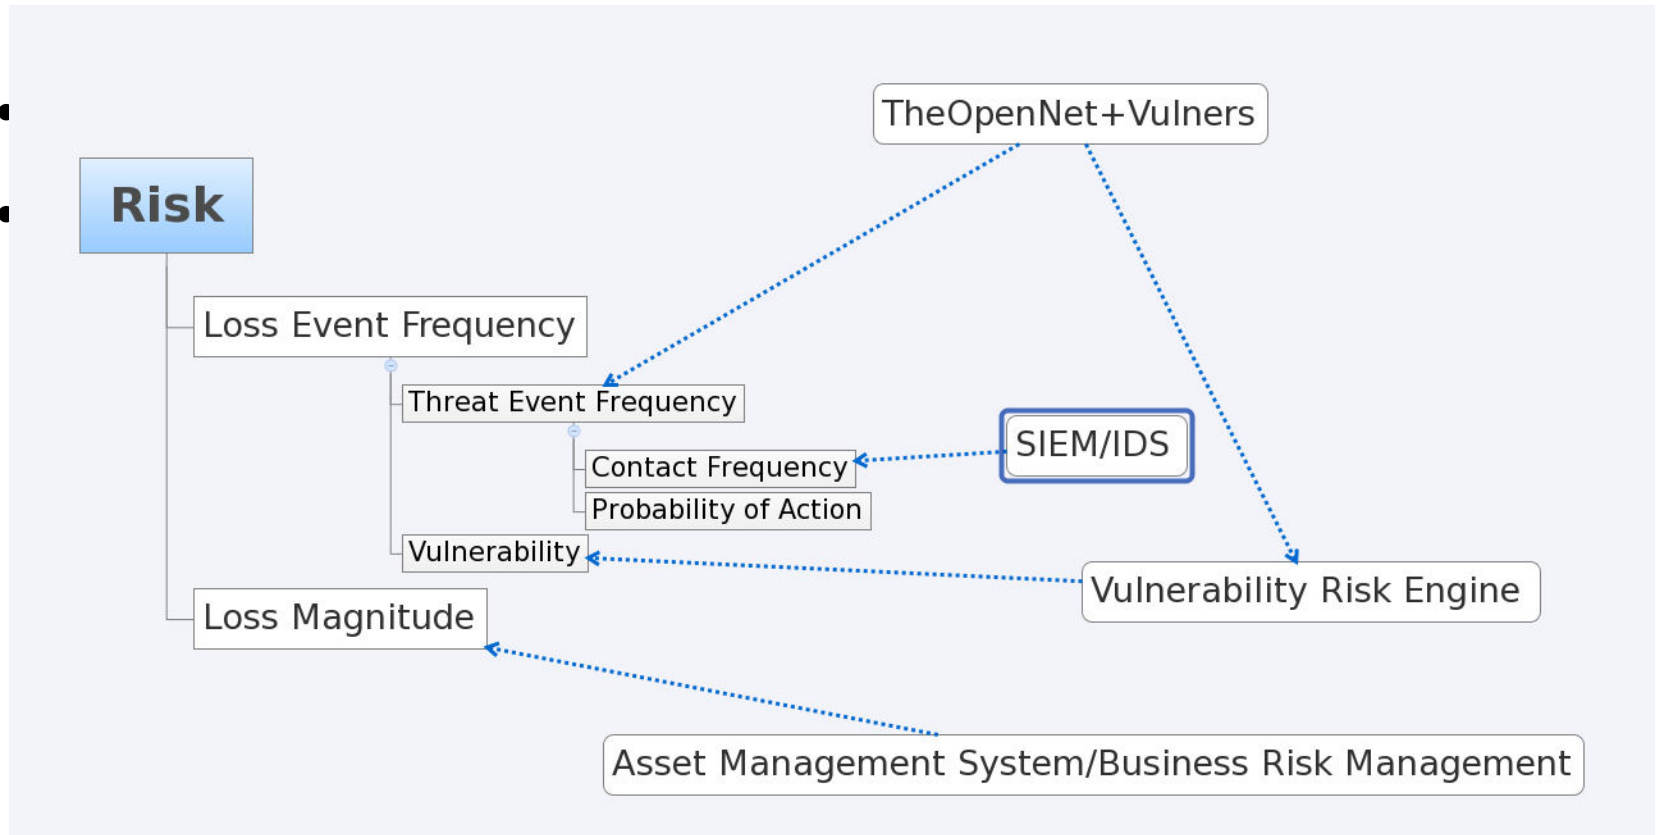 TheOpenNet+Vulners
Risk
Loss Event Frequency
Threat Event Frequency
SIEM/IDS
Contact Frequency
Probability of Action
Vulnerability
Vulnerability Risk Engine
Loss Magnitude
Asset Management System/Business Risk Management